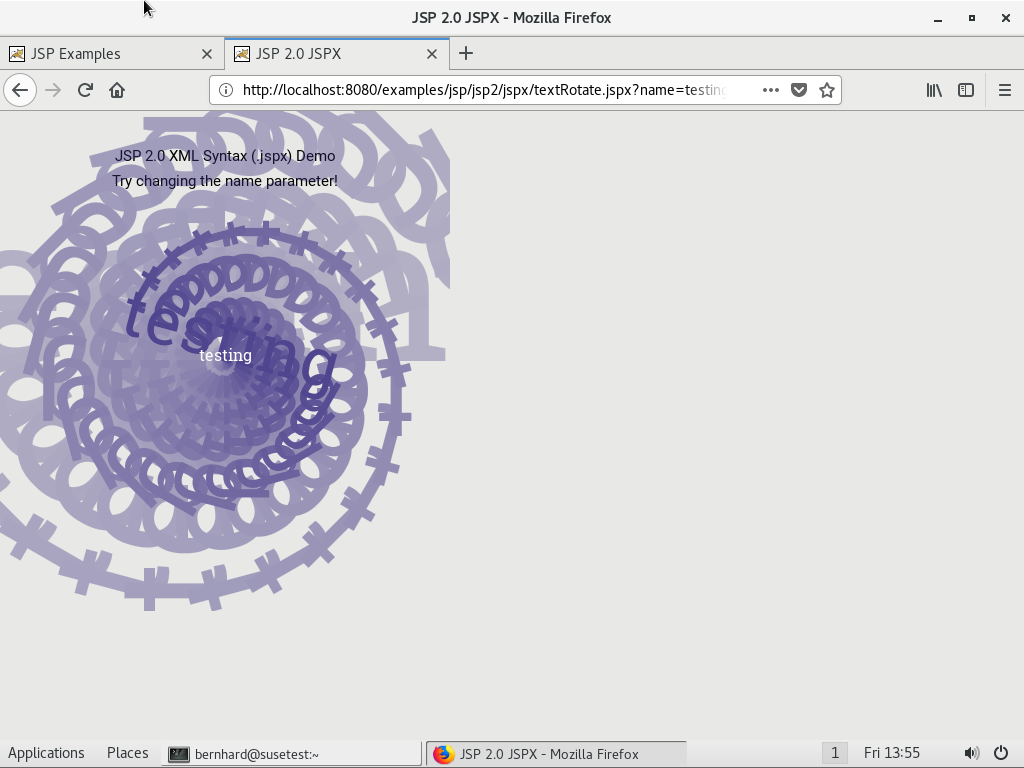 JSP 2.0 JSPX - Mozilla Firefox
JSP Examples
JSP 2.0 JSPX
http://localhost:8080/examples/jsp/jsp2/jspx/textRotate.jspx?name=testing
JSP 2.0 XML Syntax (.jspx) Demo
Try changing the name parameter!
testing
testing
Applications Places bernhard@susetest:~ JSP 2.0 JSPX - Mozilla Firefox 1 Fri 13:55